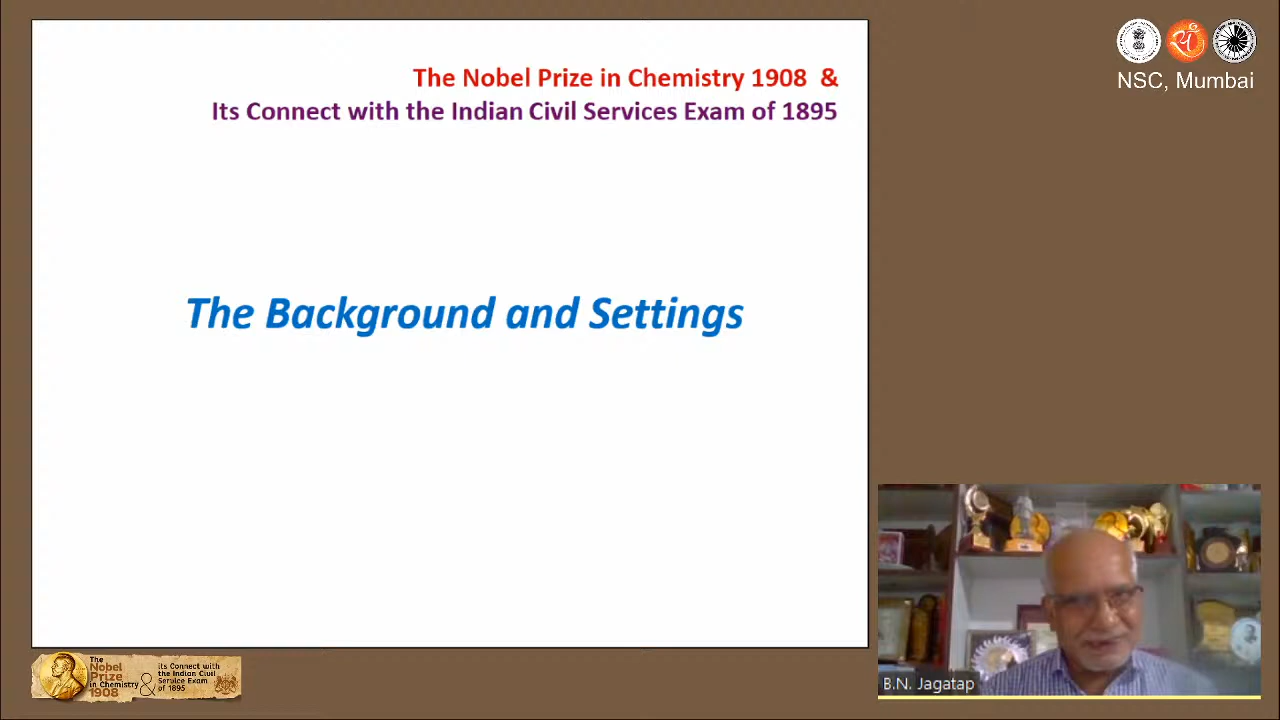 The Nobel Prize in Chemistry 1908 &
Its Connect with the Indian Civil Services Exam of 1895
NSC, Mumbai
The Background and Settings
B.N. Jagatap
The
Nobel
Prize
in Chemistry
1908
&
its Connect with
the Indian Civil
Service Exam
of 1895